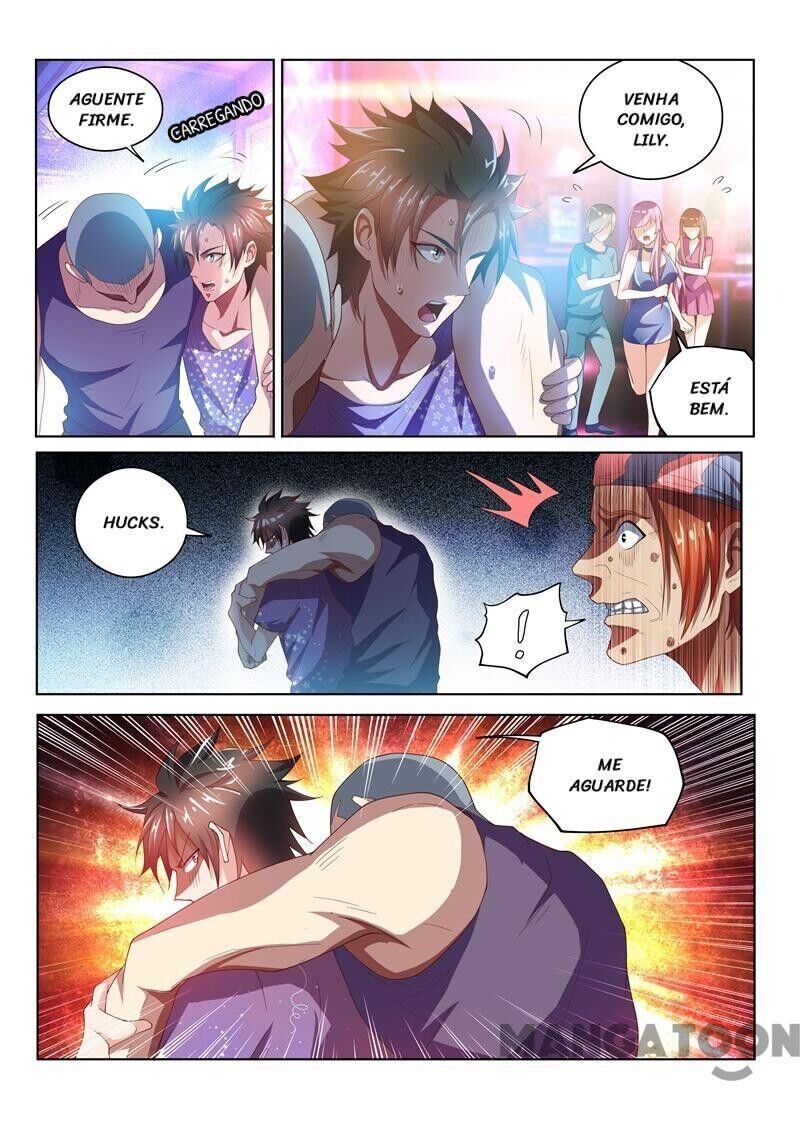 AGUENTE
FIRME.
CARREGANDO
VENHA
COMIGO,
LILY.
ESTÁ
BEM.
HUCKS.
!
ME
AGUARDE!
MANGATOON